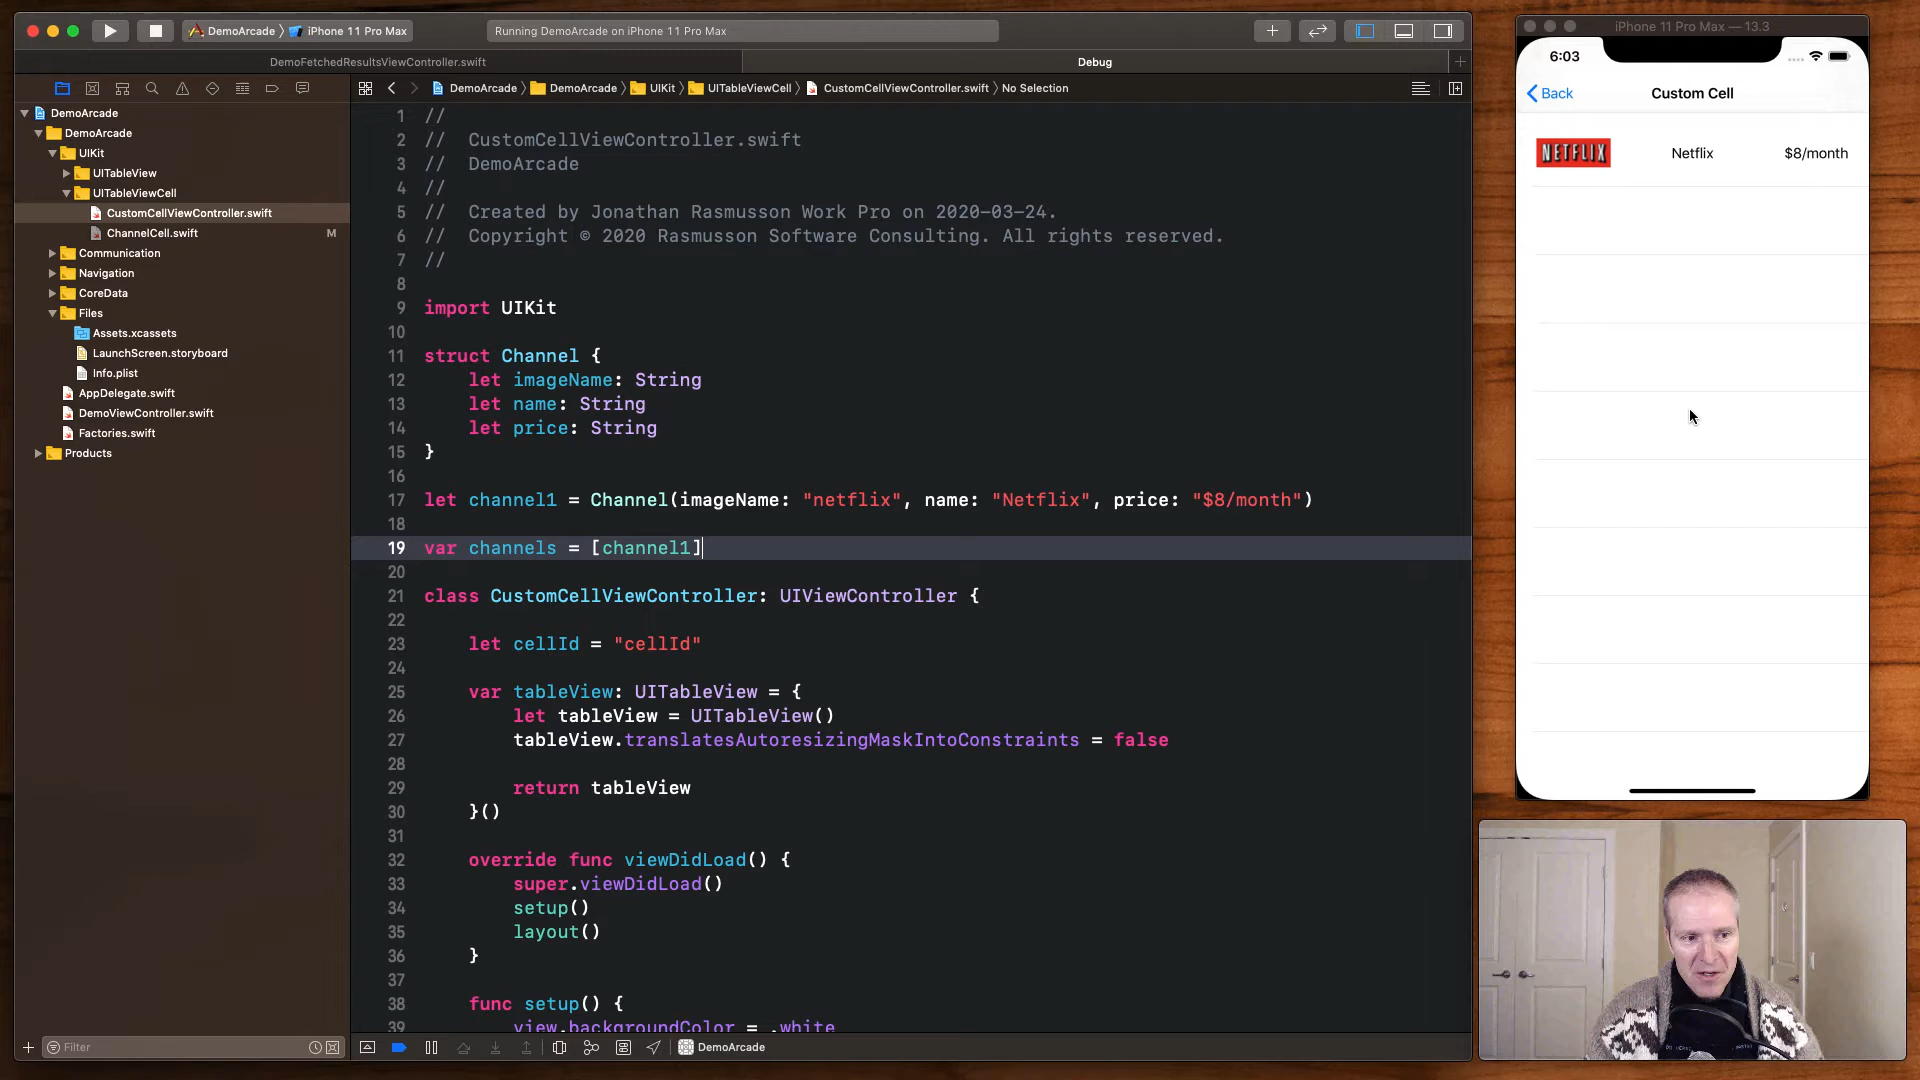 DemoArcade
iPhone 11 Pro Max
Running DemoArcade on iPhone 11 Pro Max
DemoFetchedResultsViewController.swift
Debug
DemoArcade
DemoArcade
UIKit
UITableView
UITableViewCell
CustomCellViewController.swift
ChannelCell.swift M
Communication
Navigation
CoreData
Files
Assets.xcassets
LaunchScreen.storyboard
Info.plist
AppDelegate.swift
DemoViewController.swift
Factories.swift
Products
Filter
DemoArcade DemoArcade UIKit UITableViewCell CustomCellViewController.swift No Selection
1 //
2 //  CustomCellViewController.swift
3 //  DemoArcade
4 //
5 //  Created by Jonathan Rasmusson Work Pro on 2020-03-24.
6 //  Copyright © 2020 Rasmusson Software Consulting. All rights reserved.
7 //
8
9 import UIKit
10
11 struct Channel {
12     let imageName: String
13     let name: String
14     let price: String
15 }
16
17 let channel1 = Channel(imageName: "netflix", name: "Netflix", price: "$8/month")
18
19 var channels = [channel1]
20
21 class CustomCellViewController: UIViewController {
22
23     let cellId = "cellId"
24
25     var tableView: UITableView = {
26         let tableView = UITableView()
27         tableView.translatesAutoresizingMaskIntoConstraints = false
28
29         return tableView
30     }()
31
32     override func viewDidLoad() {
33         super.viewDidLoad()
34         setup()
35         layout()
36     }
37
38     func setup() {
39         view.backgroundColor = .white
DemoArcade
iPhone 11 Pro Max — 13.3
6:03
Back
Custom Cell
NETFLIX Netflix $8/month